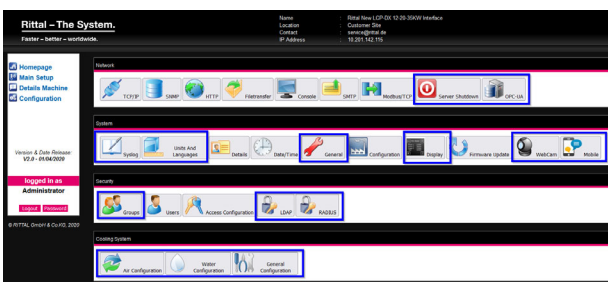 Rittal – The System.
Faster – better – worldwide.
Name : Rittal New LCP-DX 12-20-35KW Interface
Location : Customer Site
Contact : service@rittal.de
IP Address : 10.201.142.115
Homepage
Main Setup
Details Machine
Configuration
Version & Date Release:
V2.0 - 01/04/2020
logged in as
Administrator
Logout Password
© RITTAL GmbH & Co.KG, 2020
Network
TCP/IP SNMP HTTP Filetransfer Console SMTP Modbus/TCP Server Shutdown OPC-UA
System
Syslog Units And Languages Details Date/Time General Configuration Display Firmware Update WebCam Mobile
Security
Groups Users Access Configuration LDAP RADIUS
Cooling System
Air Configuration Water Configuration General Configuration